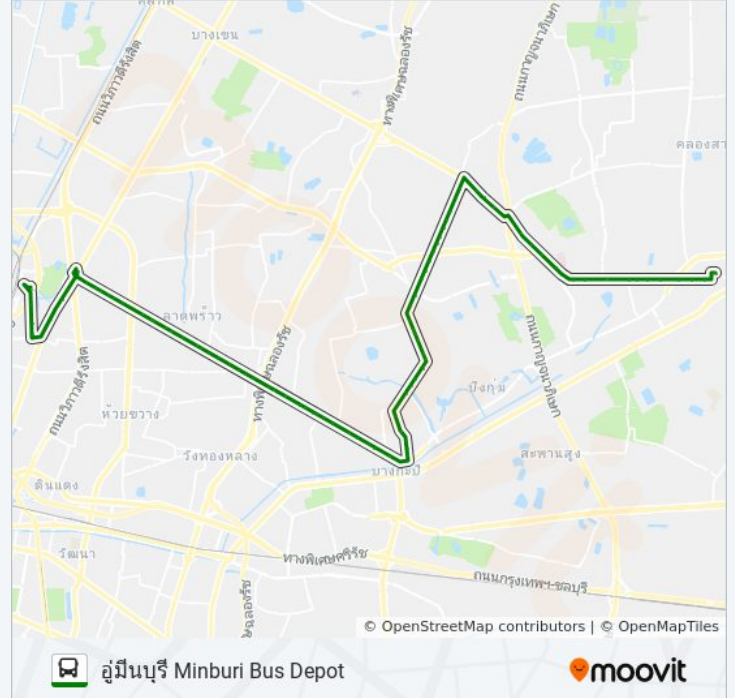 บางเขน
ถนนวิภาวดีรังสิต
ทางพิเศษฉลองรัช
ถนนกาญจนาภิเษก
คลองสา
ลาดพร้าว
ถนนวิภาวดีรังสิต
ทางพิเศษฉลองรัช
ถนนกาญจนาภิเษก
บึงกุ่ม
ห้วยขวาง
วังทองหลาง
สะพานสูง
บางกะปิ
ดินแดง
วัฒนา
ทางพิเศษศรีรัช
ถนนกรุงเทพฯ-ชลบุรี
ษฉลองรัช
© OpenStreetMap contributors | © OpenMapTiles
อู่มีนบุรี Minburi Bus Depot
moovit